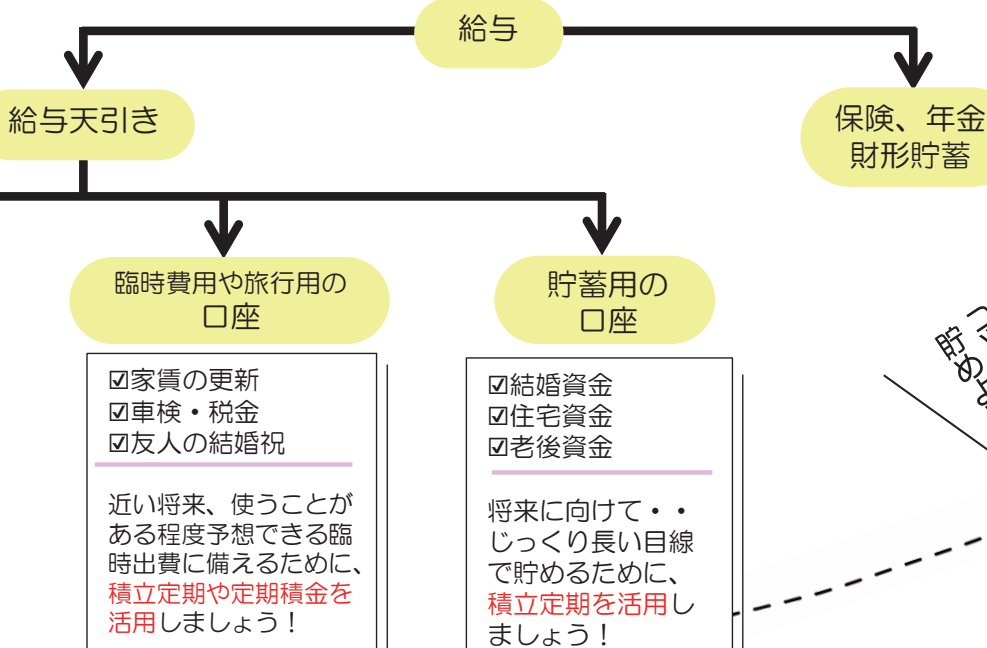 給与
給与天引き
保険、年金
財形貯蓄
臨時費用や旅行用の
口座
☑家賃の更新
☑車検・税金
☑友人の結婚祝
近い将来、使うことが
ある程度予想できる臨
時出費に備えるために、
積立定期や定期積金を
活用しましょう！
貯蓄用の
口座
☑結婚資金
☑住宅資金
☑老後資金
将来に向けて・・
じっくり長い目線
で貯めるために、
積立定期を活用し
ましょう！
貯めよ